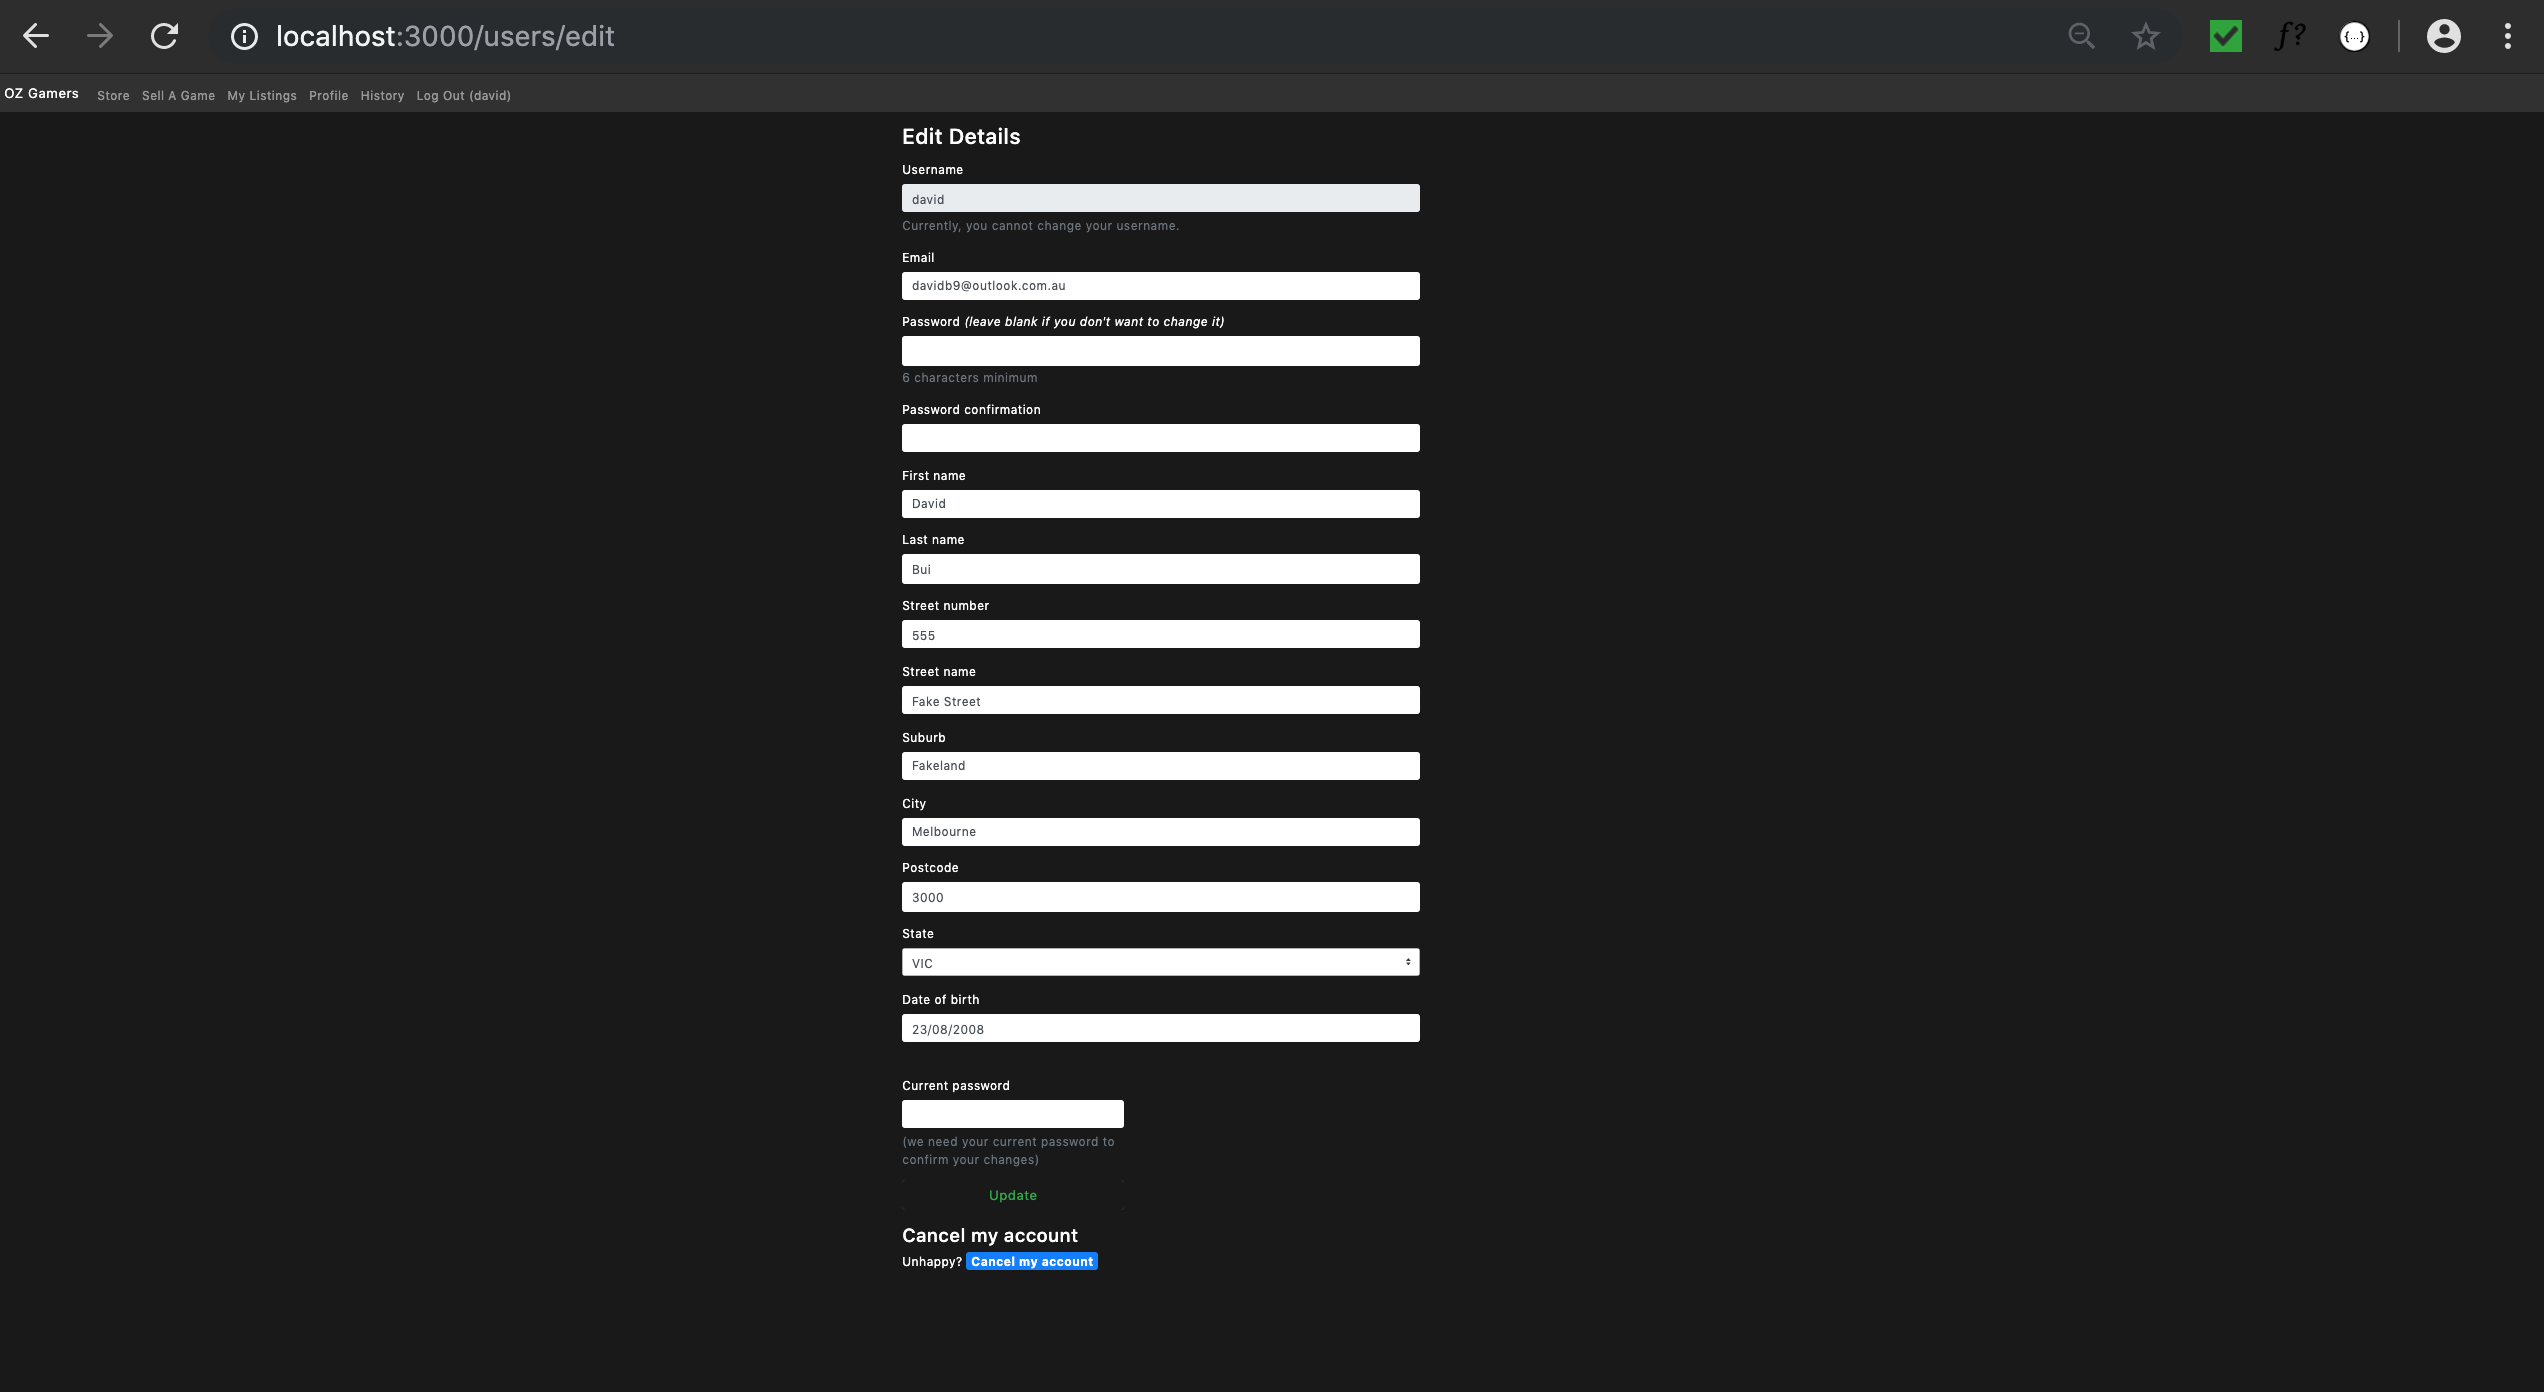 localhost:3000/users/edit
f?
{...}
OZ Gamers Store Sell A Game My Listings Profile History Log Out (david)
Edit Details
Username
david
Currently, you cannot change your username.
Email
davidb9@outlook.com.au
Password (leave blank if you don't want to change it)
6 characters minimum
Password confirmation
First name
David
Last name
Bui
Street number
555
Street name
Fake Street
Suburb
Fakeland
City
Melbourne
Postcode
3000
State
VIC
Date of birth
23/08/2008
Current password
(we need your current password to
confirm your changes)
Update
Cancel my account
Unhappy? Cancel my account